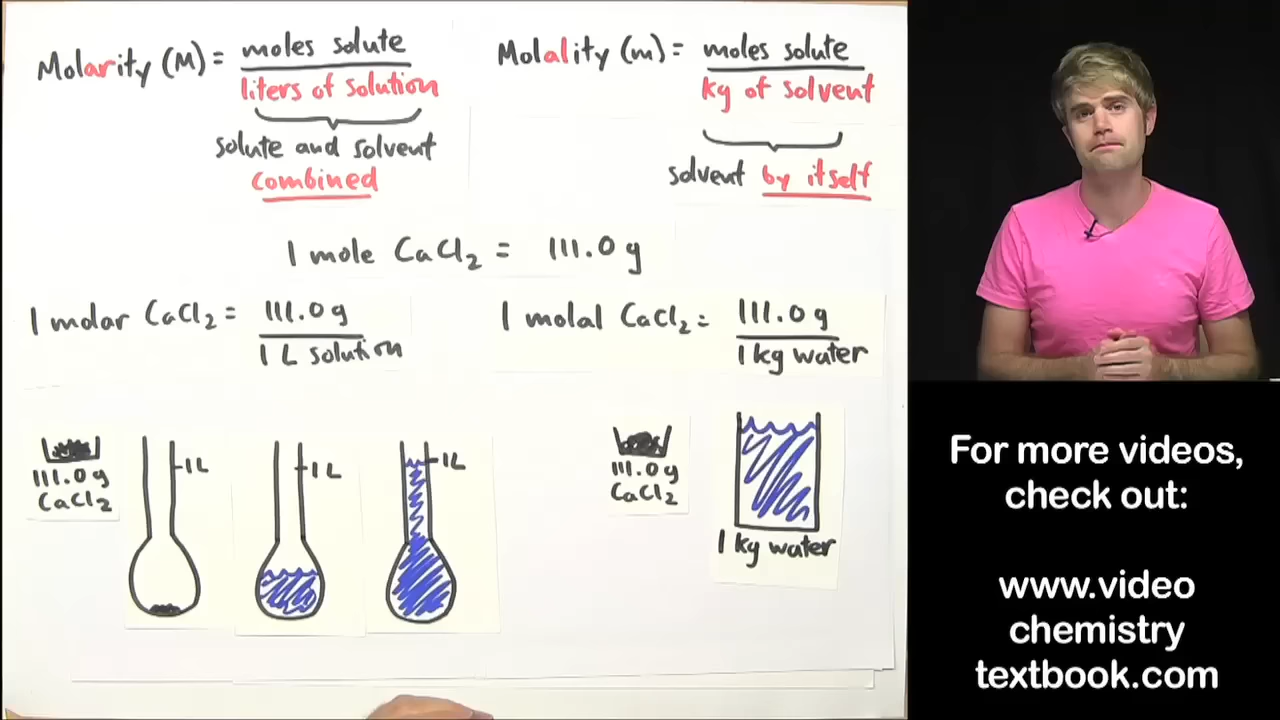 Molarity (M) = moles solute
liters of solution
solute and solvent
combined
Molality (m) = moles solute
kg of solvent
solvent by itself
1 mole CaCl₂ = 111.0 g
1 molar CaCl₂ = 111.0 g
1 L solution
1 molal CaCl₂ = 111.0 g
1 kg water
111.0 g
CaCl₂
1L
1L
1L
111.0 g
CaCl₂
1 kg water
For more videos,
check out:
www.video
chemistry
textbook.com